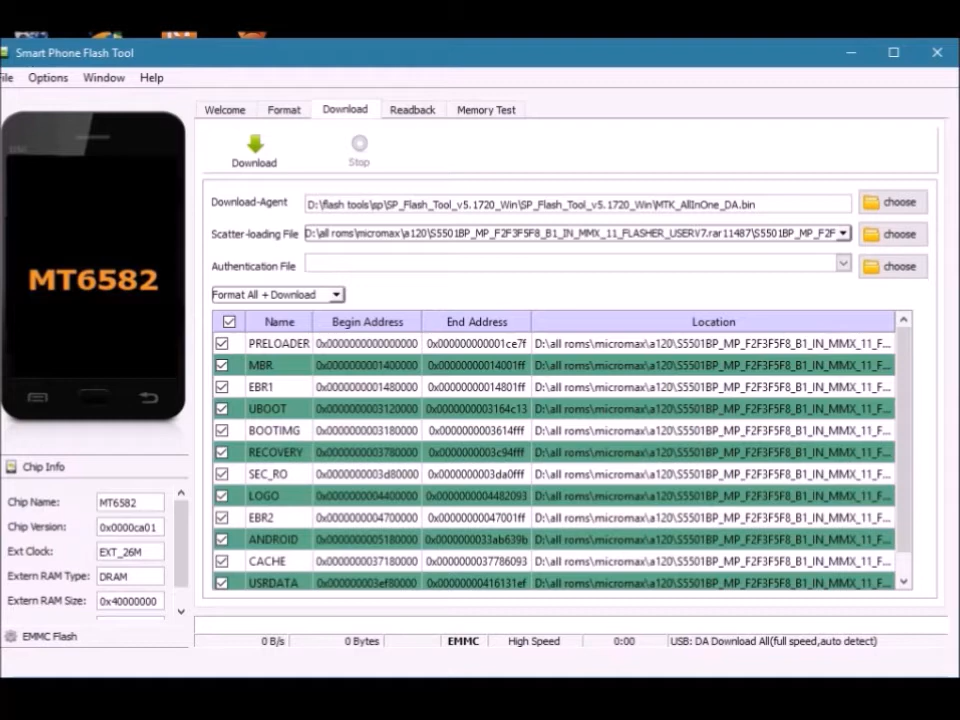 Smart Phone Flash Tool
File Options Window Help
Welcome Format Download Readback Memory Test
Download Stop
Download-Agent D:\flash tools\sp\SP_Flash_Tool_v5.1720_Win\SP_Flash_Tool_v5.1720_Win\MTK_AllInOne_DA.bin choose
Scatter-loading File D:\all roms\micromax\a120\S5501BP_MP_F2F3F5F8_B1_IN_MMX_11_FLASHER_USERV7.rar11487\S5501BP_MP_F2F choose
Authentication File choose
Format All + Download
Name Begin Address End Address Location
PRELOADER 0x0000000000000000 0x000000000001ce7f D:\all roms\micromax\a120\S5501BP_MP_F2F3F5F8_B1_IN_MMX_11_F...
MBR 0x0000000001400000 0x00000000014001ff D:\all roms\micromax\a120\S5501BP_MP_F2F3F5F8_B1_IN_MMX_11_F...
EBR1 0x0000000001480000 0x00000000014801ff D:\all roms\micromax\a120\S5501BP_MP_F2F3F5F8_B1_IN_MMX_11_F...
UBOOT 0x0000000003120000 0x0000000003164c13 D:\all roms\micromax\a120\S5501BP_MP_F2F3F5F8_B1_IN_MMX_11_F...
BOOTIMG 0x0000000003180000 0x0000000003614fff D:\all roms\micromax\a120\S5501BP_MP_F2F3F5F8_B1_IN_MMX_11_F...
RECOVERY 0x0000000003780000 0x0000000003c94fff D:\all roms\micromax\a120\S5501BP_MP_F2F3F5F8_B1_IN_MMX_11_F...
SEC_RO 0x0000000003d80000 0x0000000003da0fff D:\all roms\micromax\a120\S5501BP_MP_F2F3F5F8_B1_IN_MMX_11_F...
LOGO 0x0000000004400000 0x0000000004482093 D:\all roms\micromax\a120\S5501BP_MP_F2F3F5F8_B1_IN_MMX_11_F...
EBR2 0x0000000004700000 0x00000000047001ff D:\all roms\micromax\a120\S5501BP_MP_F2F3F5F8_B1_IN_MMX_11_F...
ANDROID 0x0000000005180000 0x0000000033ab639b D:\all roms\micromax\a120\S5501BP_MP_F2F3F5F8_B1_IN_MMX_11_F...
CACHE 0x0000000037180000 0x0000000037786093 D:\all roms\micromax\a120\S5501BP_MP_F2F3F5F8_B1_IN_MMX_11_F...
USRDATA 0x000000003ef80000 0x00000000416131ef D:\all roms\micromax\a120\S5501BP_MP_F2F3F5F8_B1_IN_MMX_11_F...
MT6582
Chip Info
Chip Name: MT6582
Chip Version: 0x0000ca01
Ext Clock: EXT_26M
Extern RAM Type: DRAM
Extern RAM Size: 0x40000000
EMMC Flash
0 B/s 0 Bytes EMMC High Speed 0:00 USB: DA Download All(full speed,auto detect)